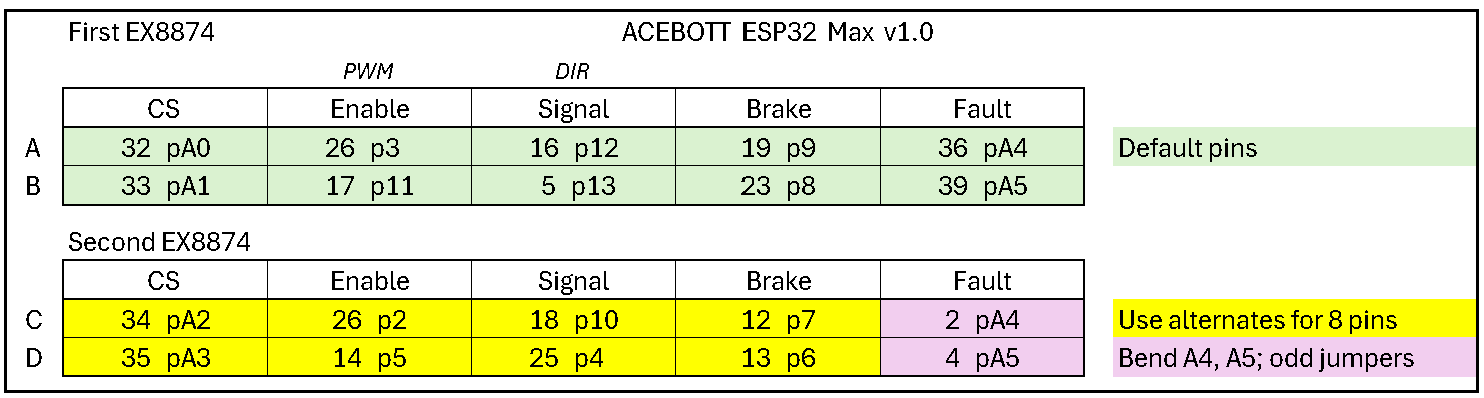 First EX8874 ACEBOTT ESP32 Max v1.0
PWM DIR
CS Enable Signal Brake Fault
A 32 pA0 26 p3 16 p12 19 p9 36 pA4 Default pins
B 33 pA1 17 p11 5 p13 23 p8 39 pA5
Second EX8874
CS Enable Signal Brake Fault
C 34 pA2 26 p2 18 p10 12 p7 2 pA4 Use alternates for 8 pins
D 35 pA3 14 p5 25 p4 13 p6 4 pA5 Bend A4, A5; odd jumpers